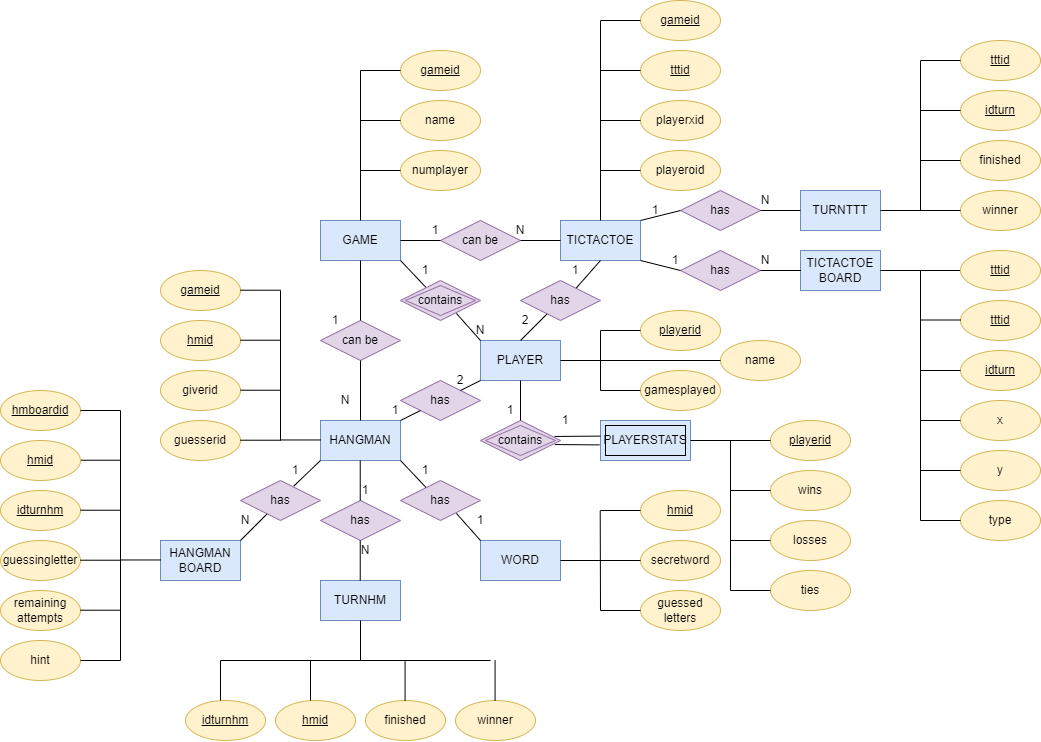 gameid
tttid
playerxid
playeroid
gameid
name
numplayer
tttid
idturn
finished
winner
GAME
1
can be
N
TICTACTOE
1
has
N
TURNTTT
1
has
N
TICTACTOE
BOARD
1
contains
N
1
has
2
tttid
tttid
idturn
x
y
type
gameid
hmid
giverid
guesserid
1
can be
N
PLAYER
playerid
name
gamesplayed
2
has
1
HANGMAN
1
contains
1
PLAYERSTATS
playerid
wins
losses
ties
hmboardid
hmid
idturnhm
guessingletter
remaining
attempts
hint
1
has
N
HANGMAN
BOARD
1
has
N
TURNHM
1
has
1
WORD
hmid
secretword
guessed
letters
idturnhm
hmid
finished
winner